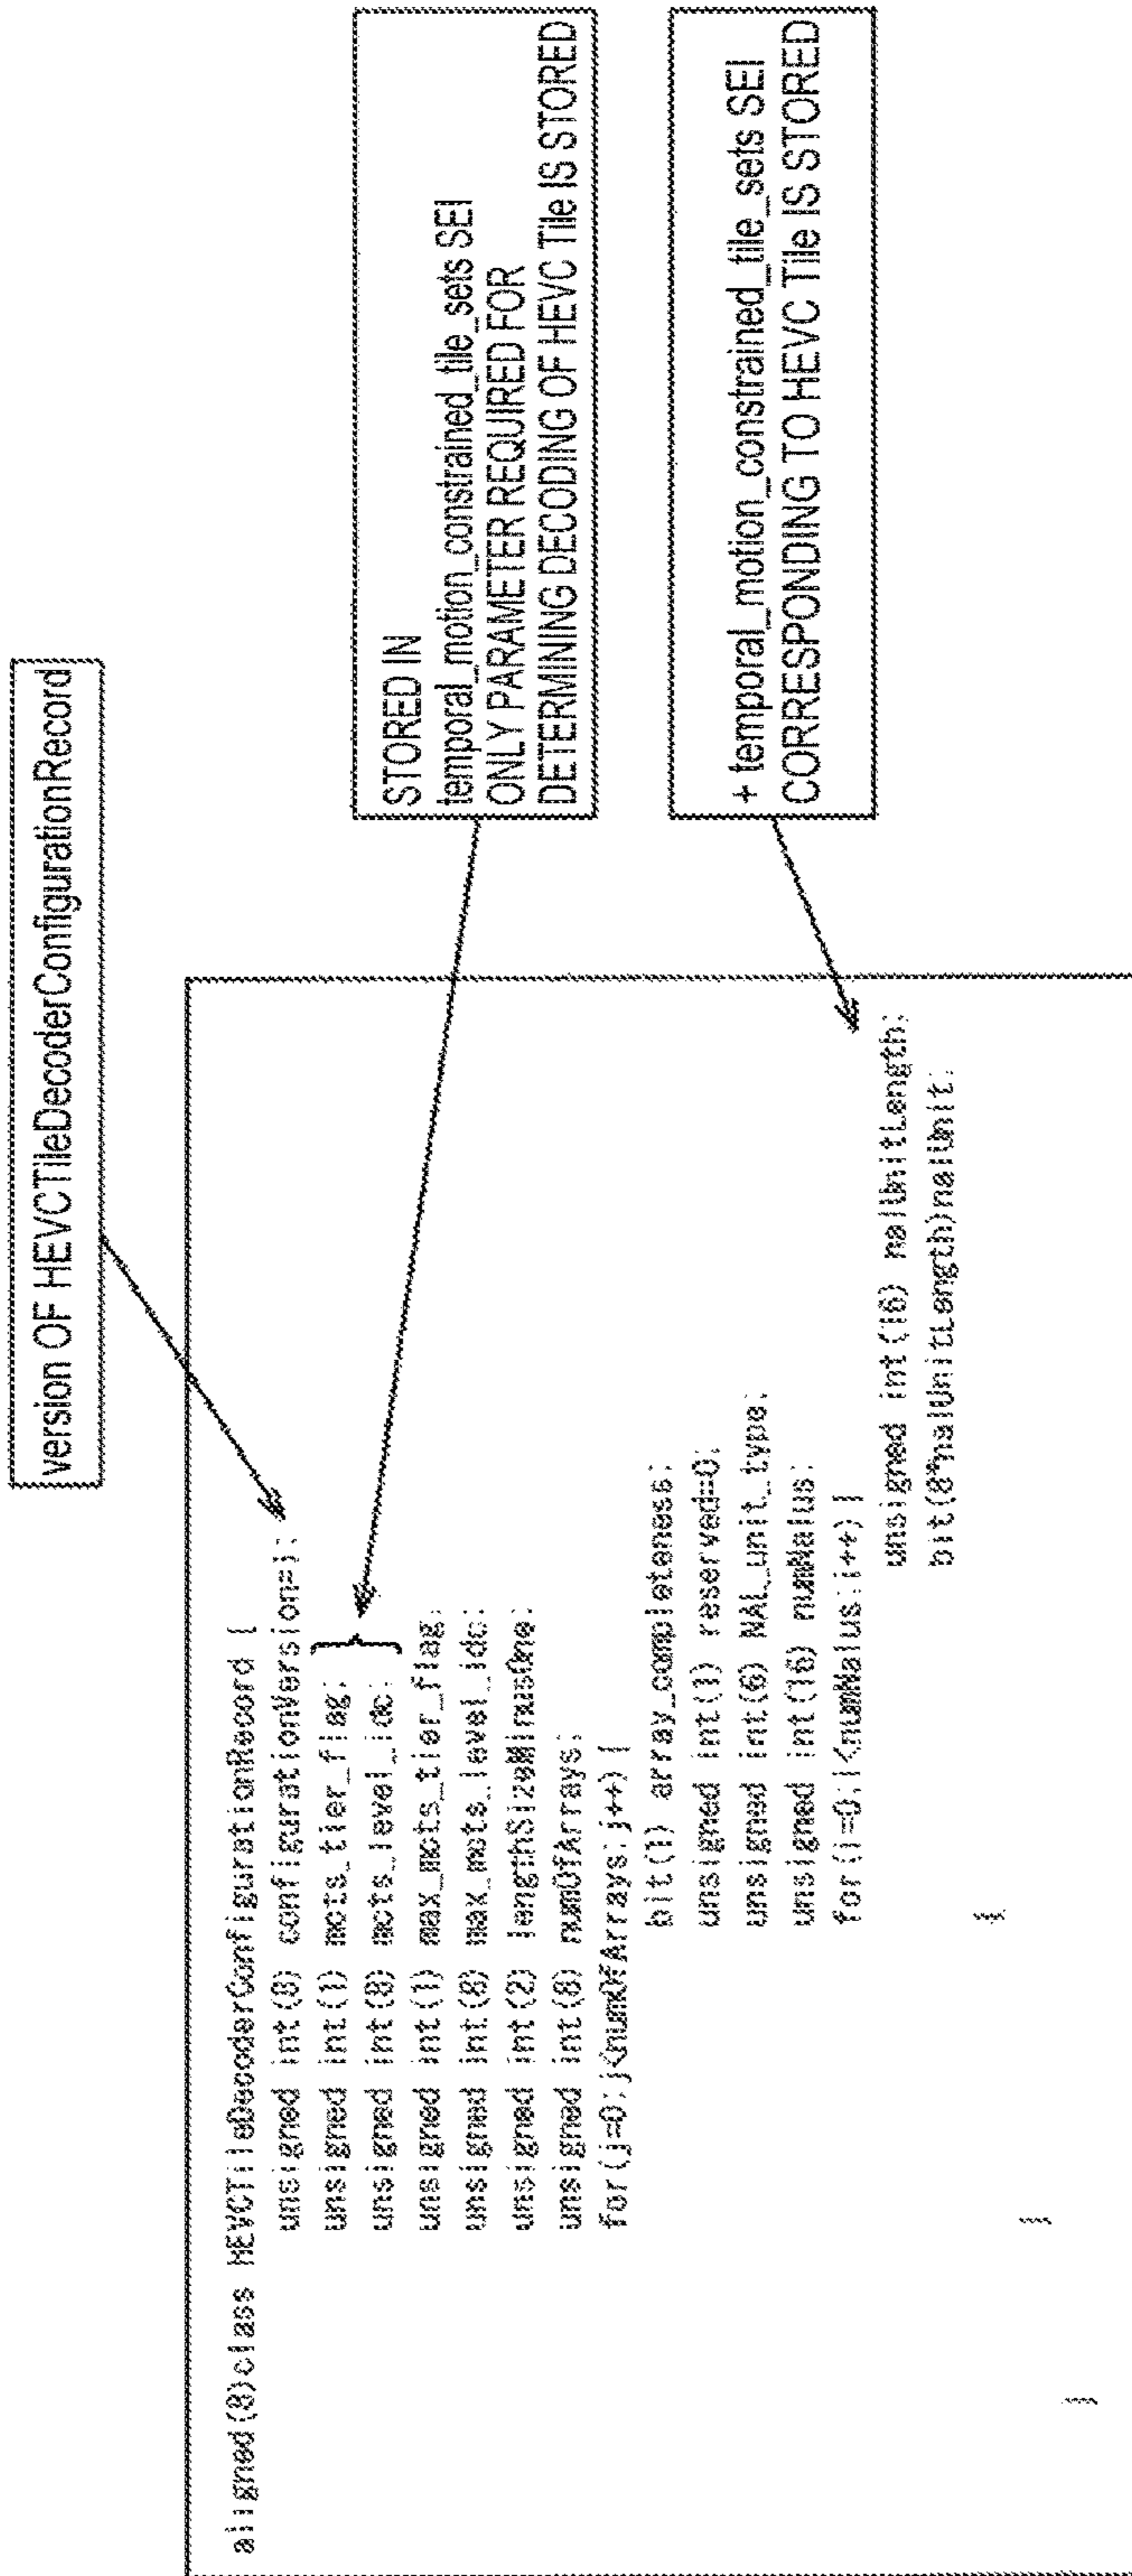 version OF HEVCTileDecoderConfigurationRecord
STORED IN
temporal_motion_constrained_tile_sets SEI
ONLY PARAMETER REQUIRED FOR
DETERMINING DECODING OF HEVC Tile IS STORED
+ temporal_motion_constrained_tile_sets SEI
CORRESPONDING TO HEVC Tile IS STORED
aligned(8)class HEVCTileDecoderConfigurationRecord {
unsigned int(8) configurationVersion=1;
unsigned int(1) mcts_tier_flag;
unsigned int(8) mcts_level_idc;
unsigned int(1) max_mcts_tier_flag;
unsigned int(8) max_mcts_level_idc;
unsigned int(2) lengthSizeMinusOne;
unsigned int(8) numOfArrays;
for(j=0;j<numOfArrays;j++){
bit(1) array_completeness;
unsigned int(1) reserved=0;
unsigned int(6) NAL_unit_type;
unsigned int(16) numNalus;
for(i=0;i<numNalus;i++){
unsigned int(16) nalUnitLength;
bit(8*nalUnitLength)nalUnit;
}
}
}